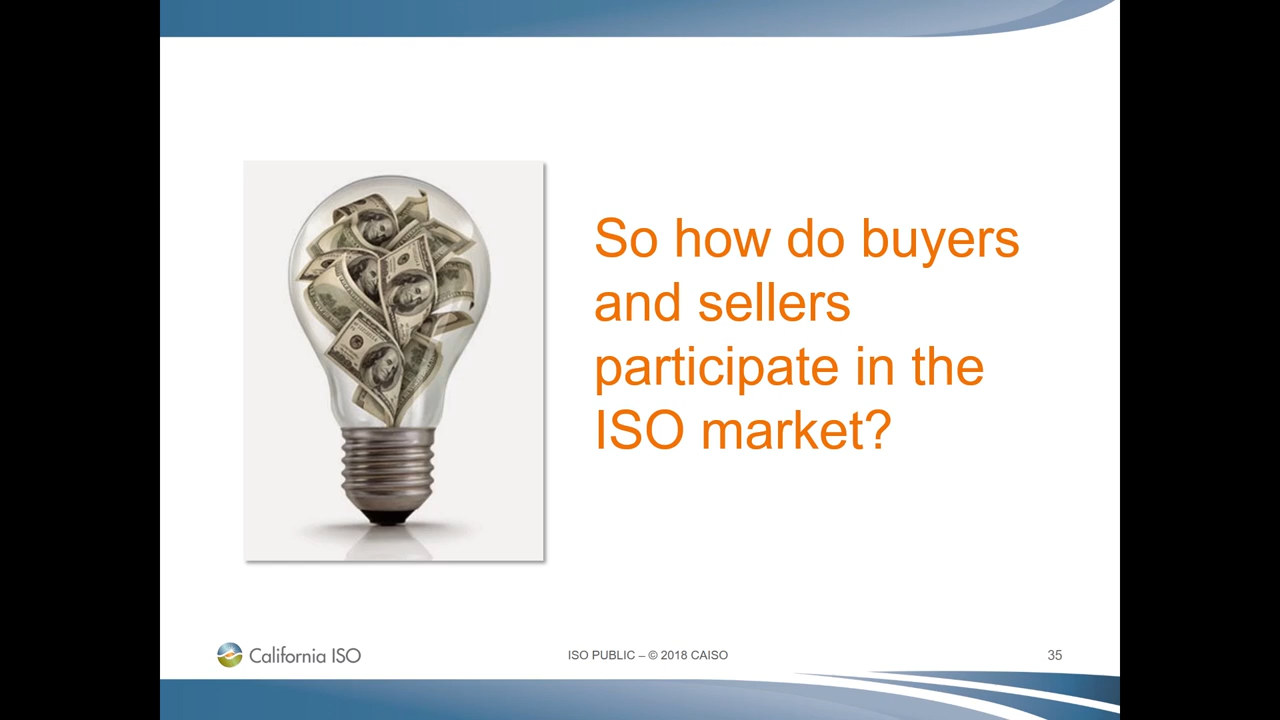 So how do buyers
and sellers
participate in the
ISO market?
California ISO
ISO PUBLIC – © 2018 CAISO
35